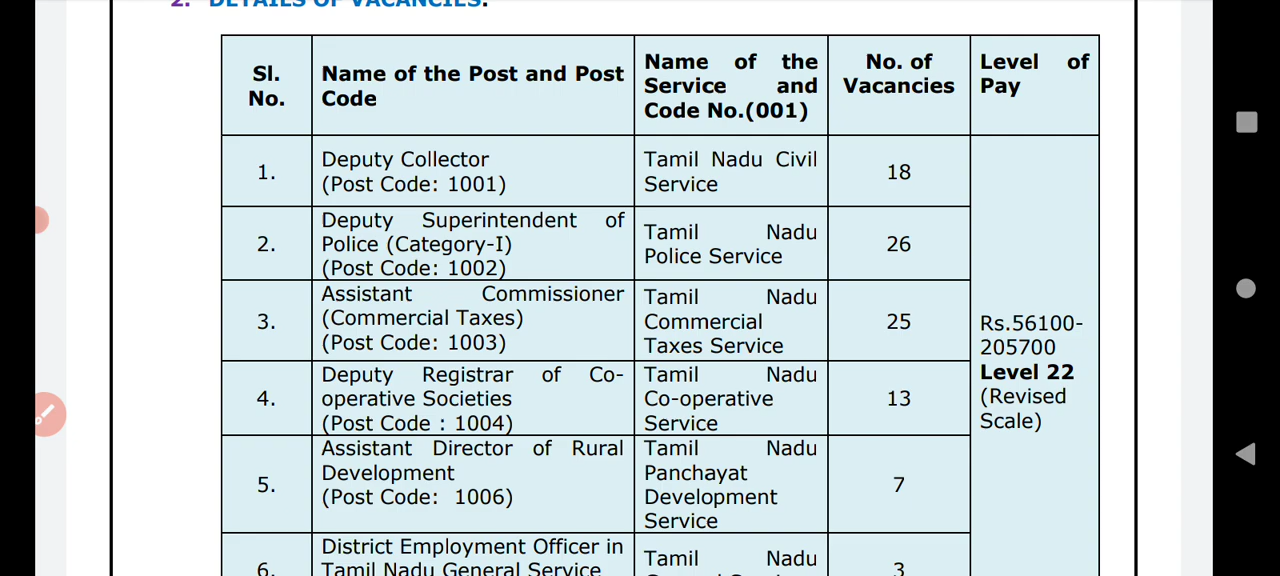 2. DETAILS OF VACANCIES.
Sl.
No.
Name of the Post and Post
Code
Name of the
Service and
Code No.(001)
No. of
Vacancies
Level of
Pay
1.
Deputy Collector
(Post Code: 1001)
Tamil Nadu Civil
Service
18
2.
Deputy Superintendent of
Police (Category-I)
(Post Code: 1002)
Tamil Nadu
Police Service
26
3.
Assistant Commissioner
(Commercial Taxes)
(Post Code: 1003)
Tamil Nadu
Commercial
Taxes Service
25
4.
Deputy Registrar of Co-
operative Societies
(Post Code : 1004)
Tamil Nadu
Co-operative
Service
13
5.
Assistant Director of Rural
Development
(Post Code: 1006)
Tamil Nadu
Panchayat
Development
Service
7
6.
District Employment Officer in
Tamil Nadu General Service
Tamil Nadu
3
Rs.56100-
205700
Level 22
(Revised
Scale)